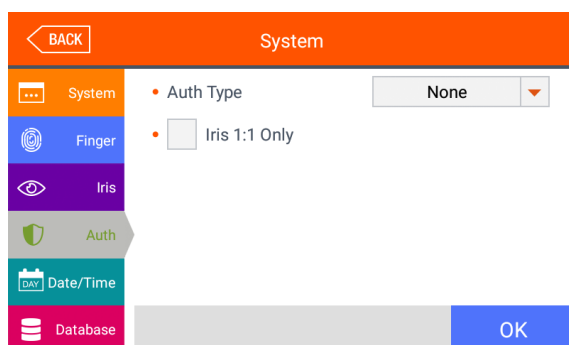 BACK
System
System
Finger
Iris
Auth
DAY Date/Time
Database
• Auth Type
None
• Iris 1:1 Only
OK